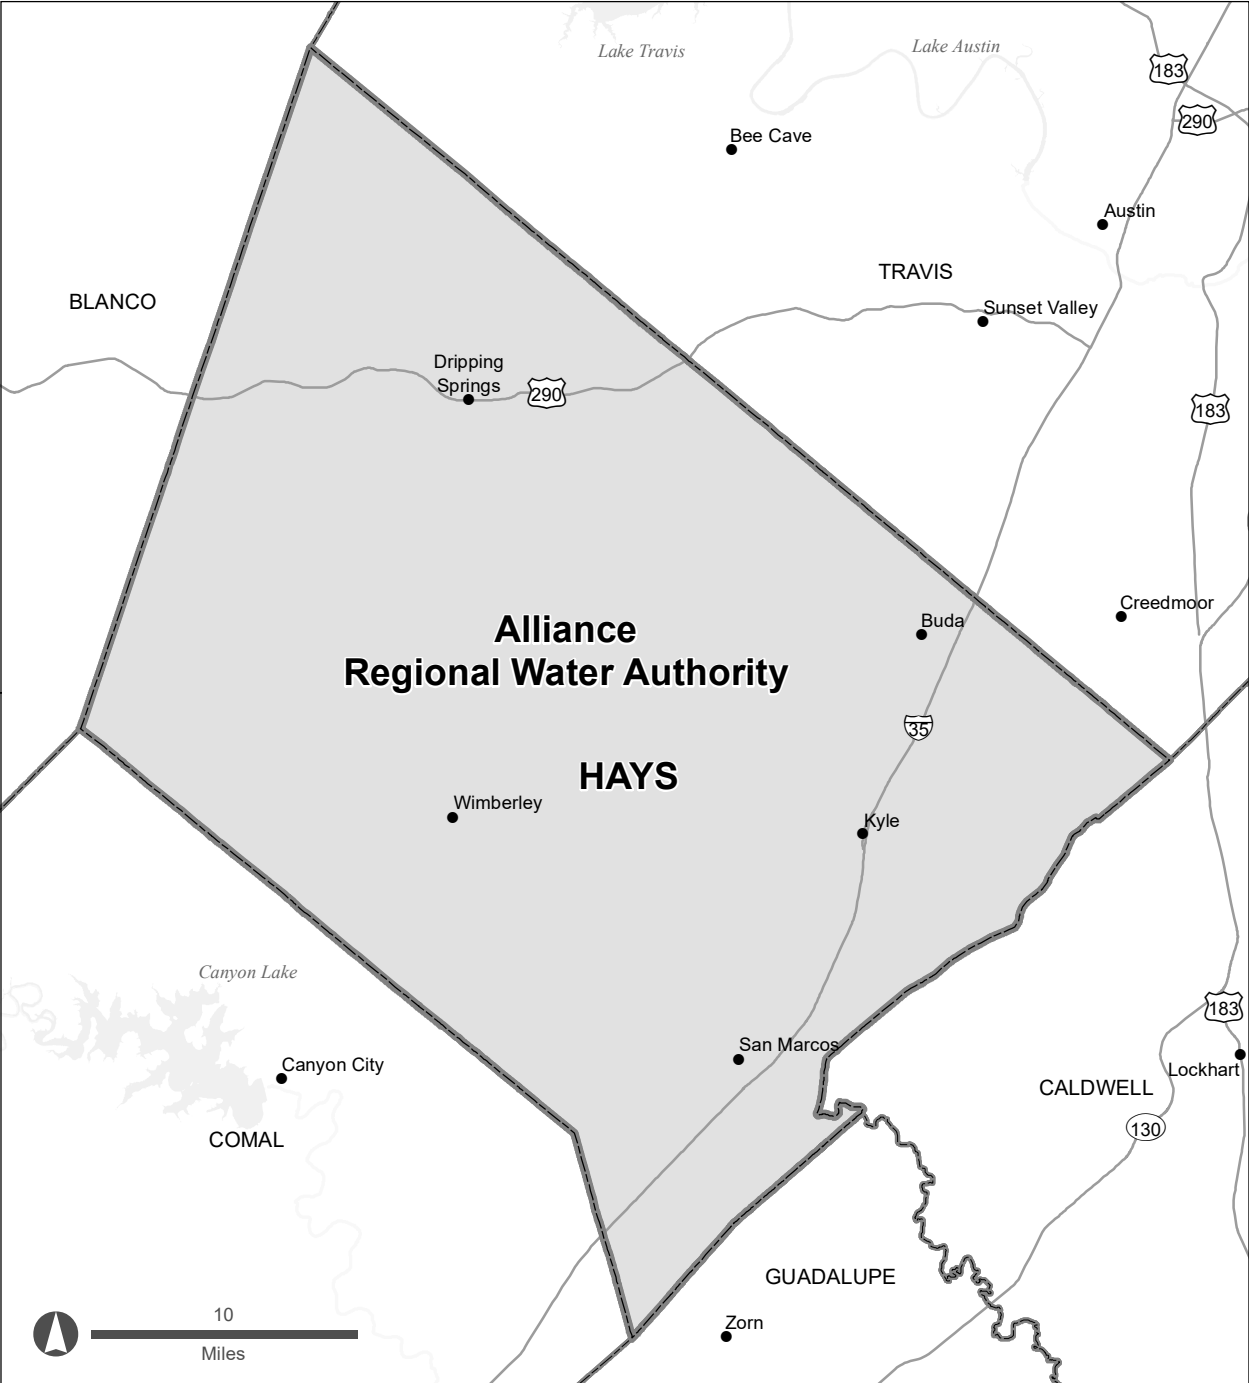 Lake Travis
Lake Austin
183
290
Bee Cave
Austin
TRAVIS
BLANCO
Sunset Valley
Dripping
Springs
290
183
Creedmoor
Buda
Alliance
Regional Water Authority
35
HAYS
Wimberley
Kyle
Canyon Lake
183
San Marcos
Canyon City
Lockhart
CALDWELL
130
COMAL
GUADALUPE
10
Miles
Zorn